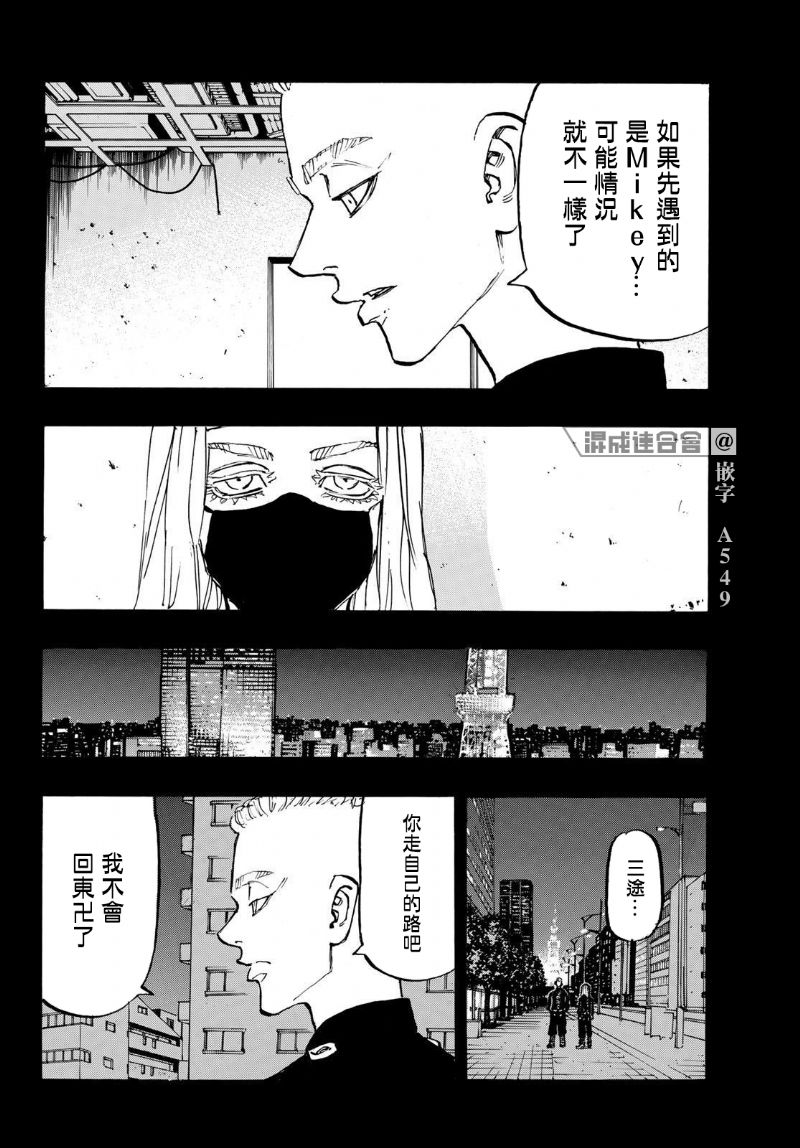 如果先遇到的
是Mikey…
可能情況
就不一樣了
混成連合會@
嵌字 A549
三途…
你走自己的路吧
我不會
回東卍了